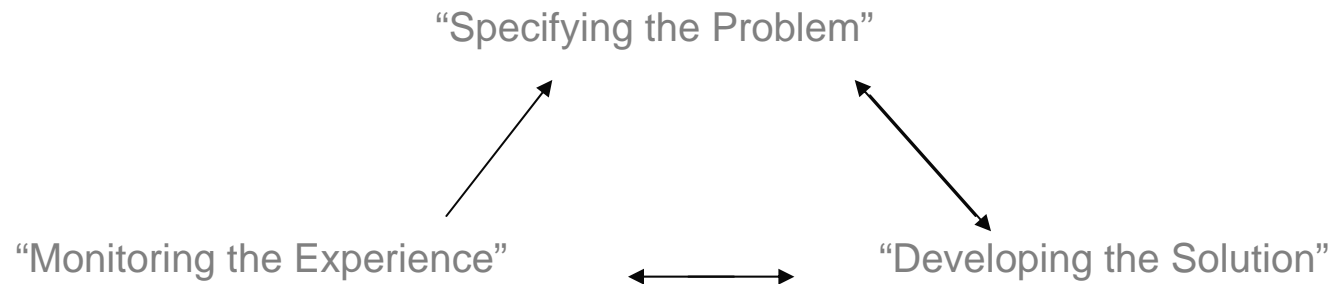 “Specifying the Problem”
“Monitoring the Experience”
“Developing the Solution”